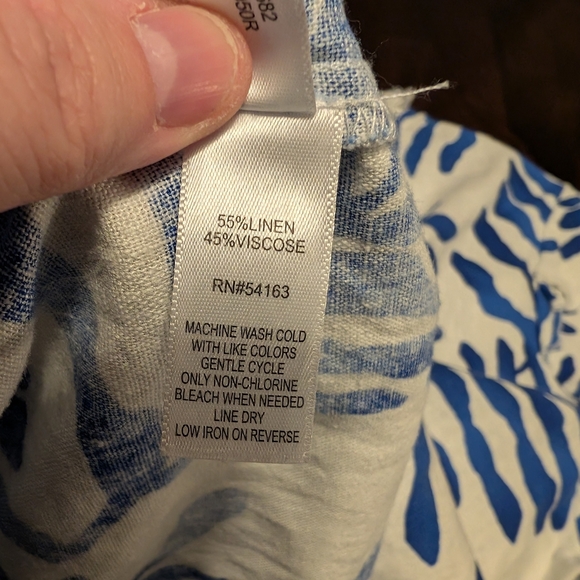 55%LINEN
45%VISCOSE
RN#54163
MACHINE WASH COLD
WITH LIKE COLORS
GENTLE CYCLE
ONLY NON-CHLORINE
BLEACH WHEN NEEDED
LINE DRY
LOW IRON ON REVERSE